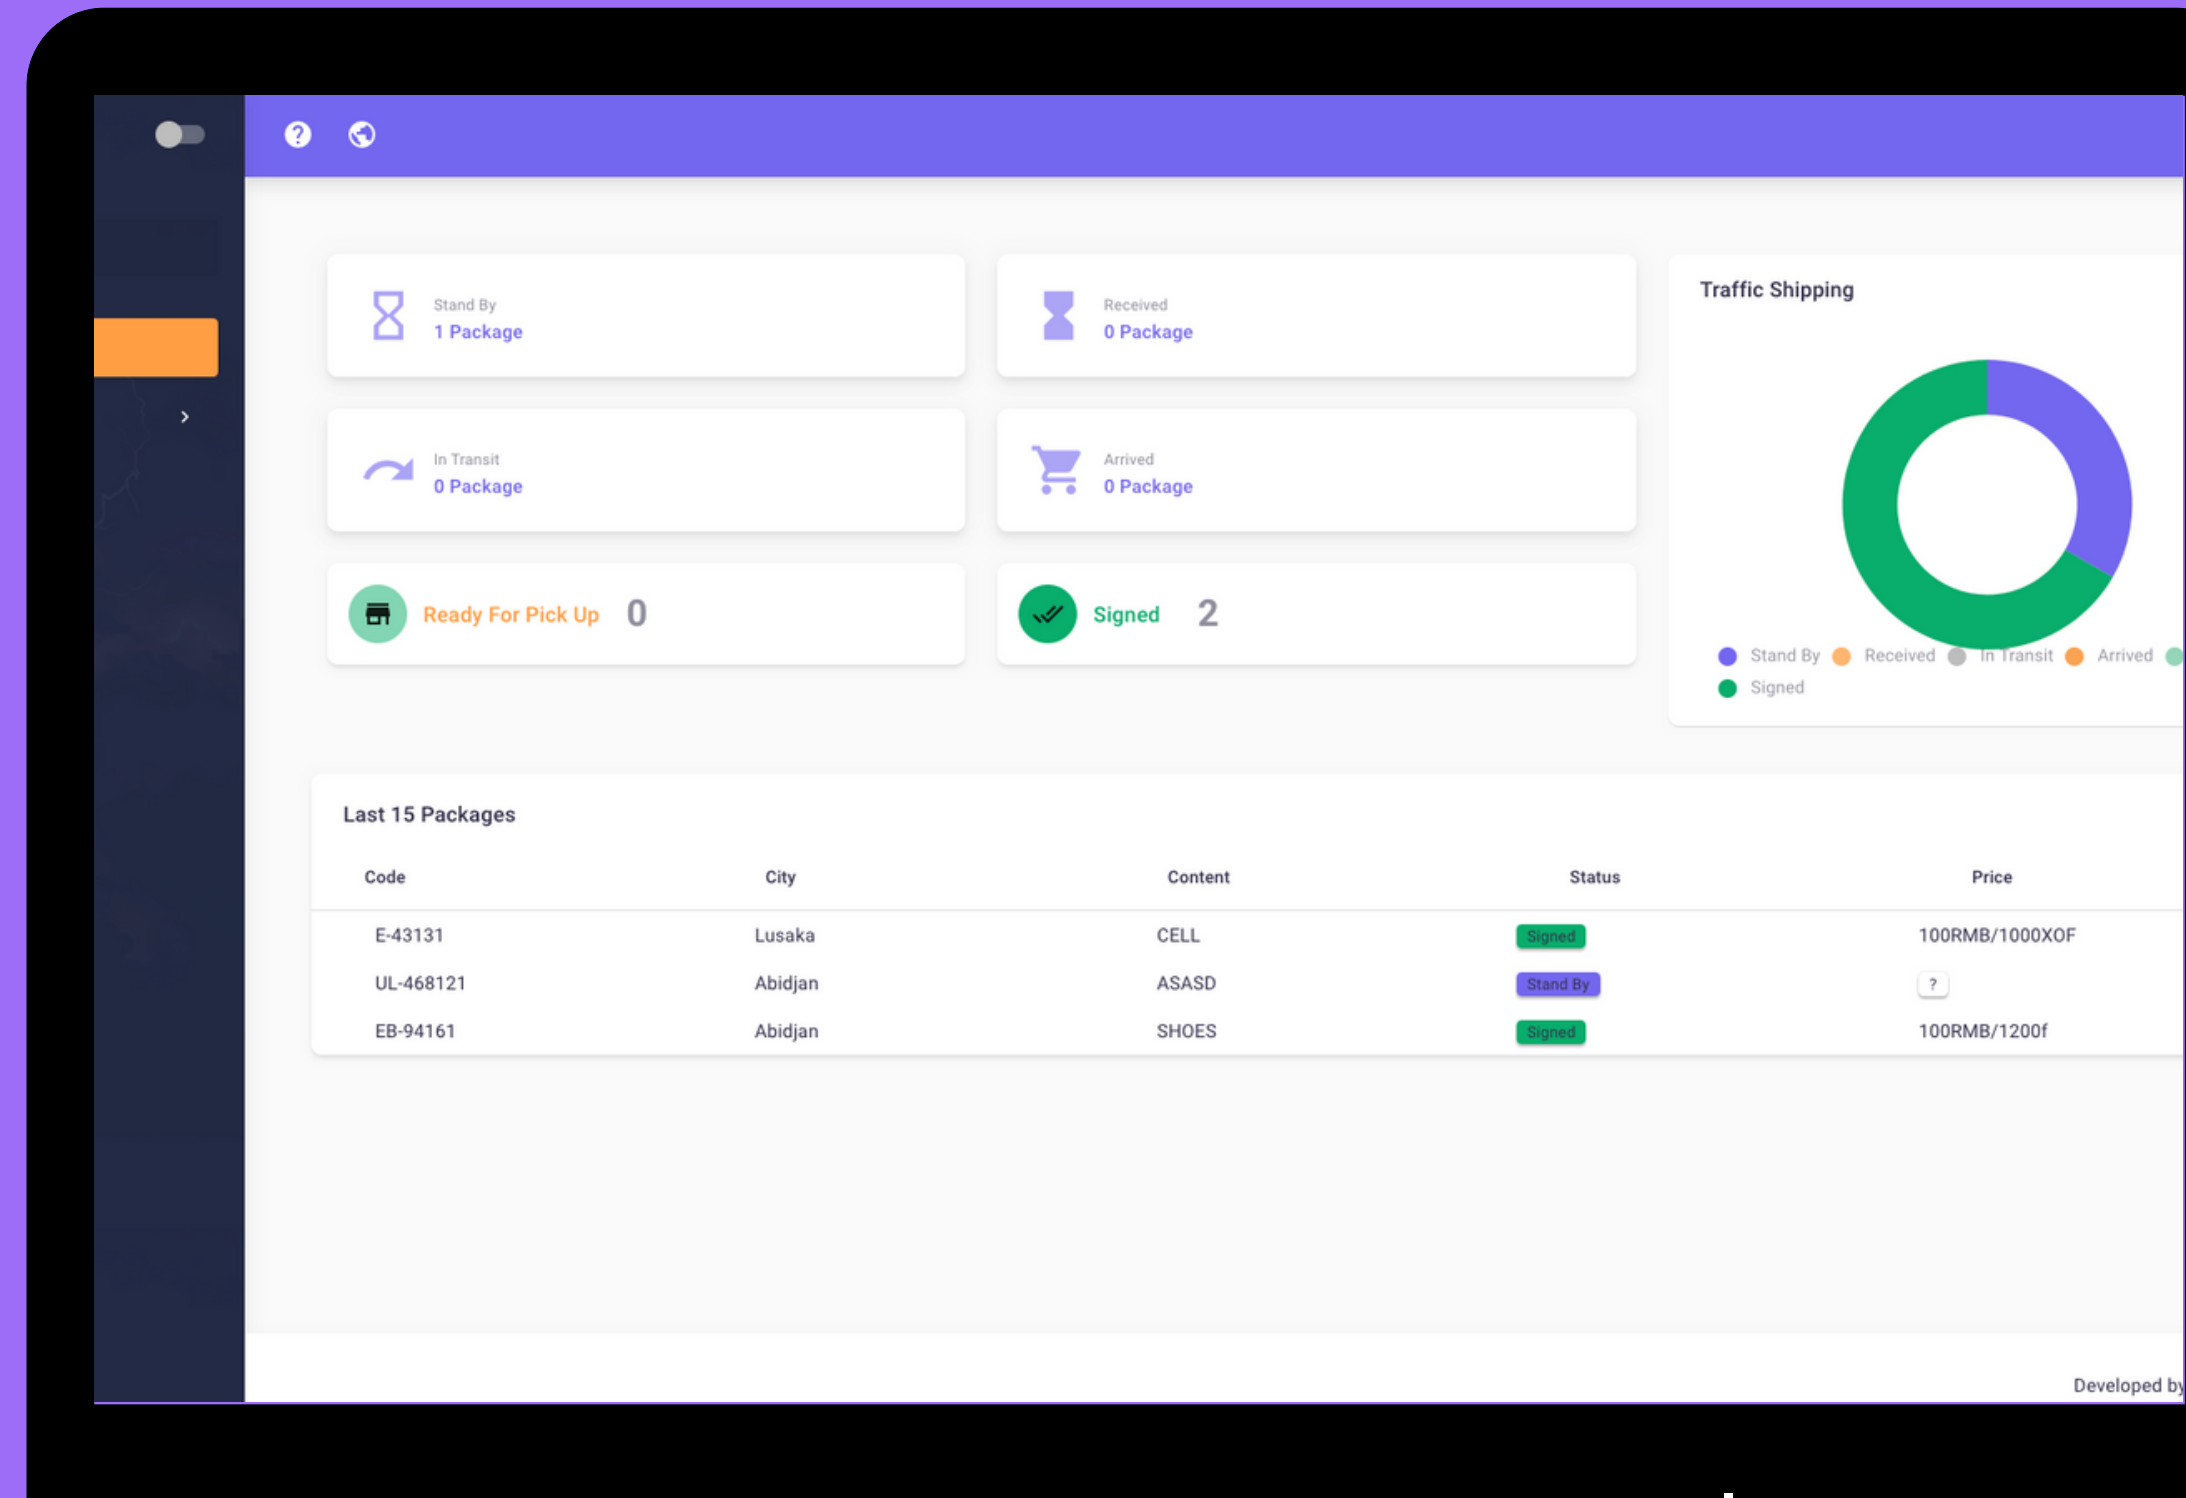 Stand By
1 Package
Received
0 Package
In Transit
0 Package
Arrived
0 Package
Ready For Pick Up 0
Signed 2
Traffic Shipping
Stand By Received In Transit Arrived
Signed
Last 15 Packages
Code City Content Status Price
E-43131 Lusaka CELL Signed 100RMB/1000XOF
UL-468121 Abidjan ASASD Stand By ?
EB-94161 Abidjan SHOES Signed 100RMB/1200f
Developed by